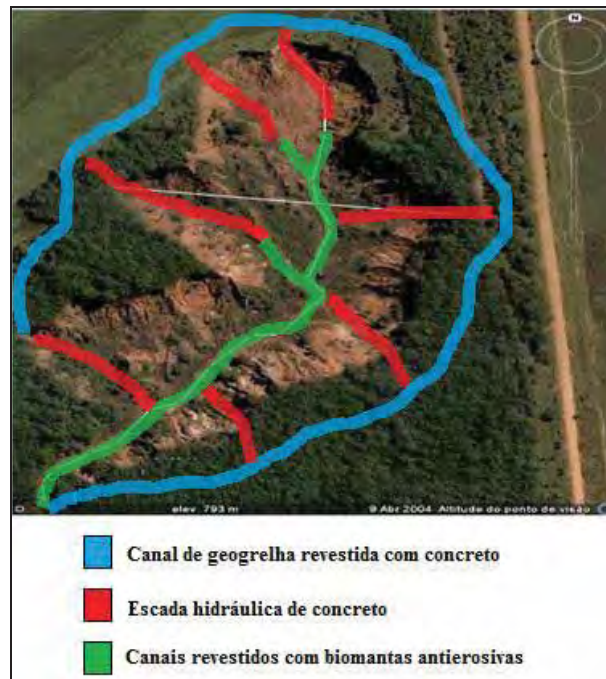 N
elev. 793 m
9 Abr 2004 Altitude do ponto de visão
Canal de geogrelha revestida com concreto
Escada hidráulica de concreto
Canais revestidos com biomantas antierosivas